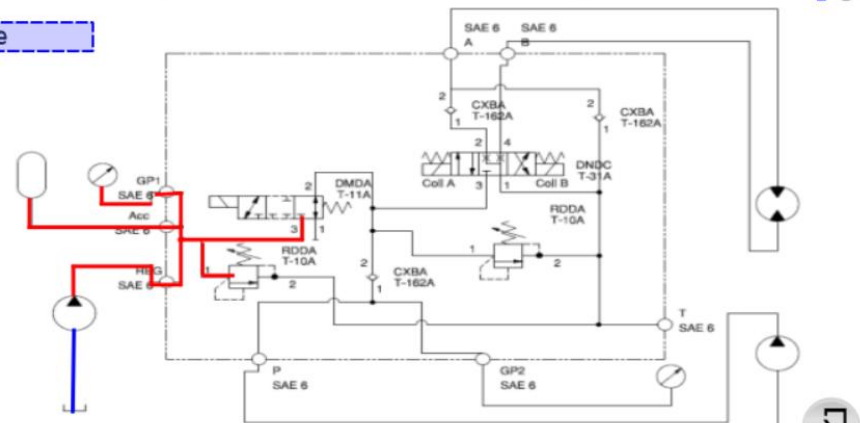 e
SAE 6
A
SAE 6
B
2
CXBA
T-162A
1
2
CXBA
T-162A
1
2
4
DNDC
T-31A
Coil A
3
1
Coil B
GP1
SAE 6
Acc
SAE 6
REG
SAE 6
2
DMDA
T-11A
3
1
RDDA
T-10A
1
2
2
CXBA
T-162A
1
RDDA
T-10A
1
2
T
SAE 6
P
SAE 6
GP2
SAE 6